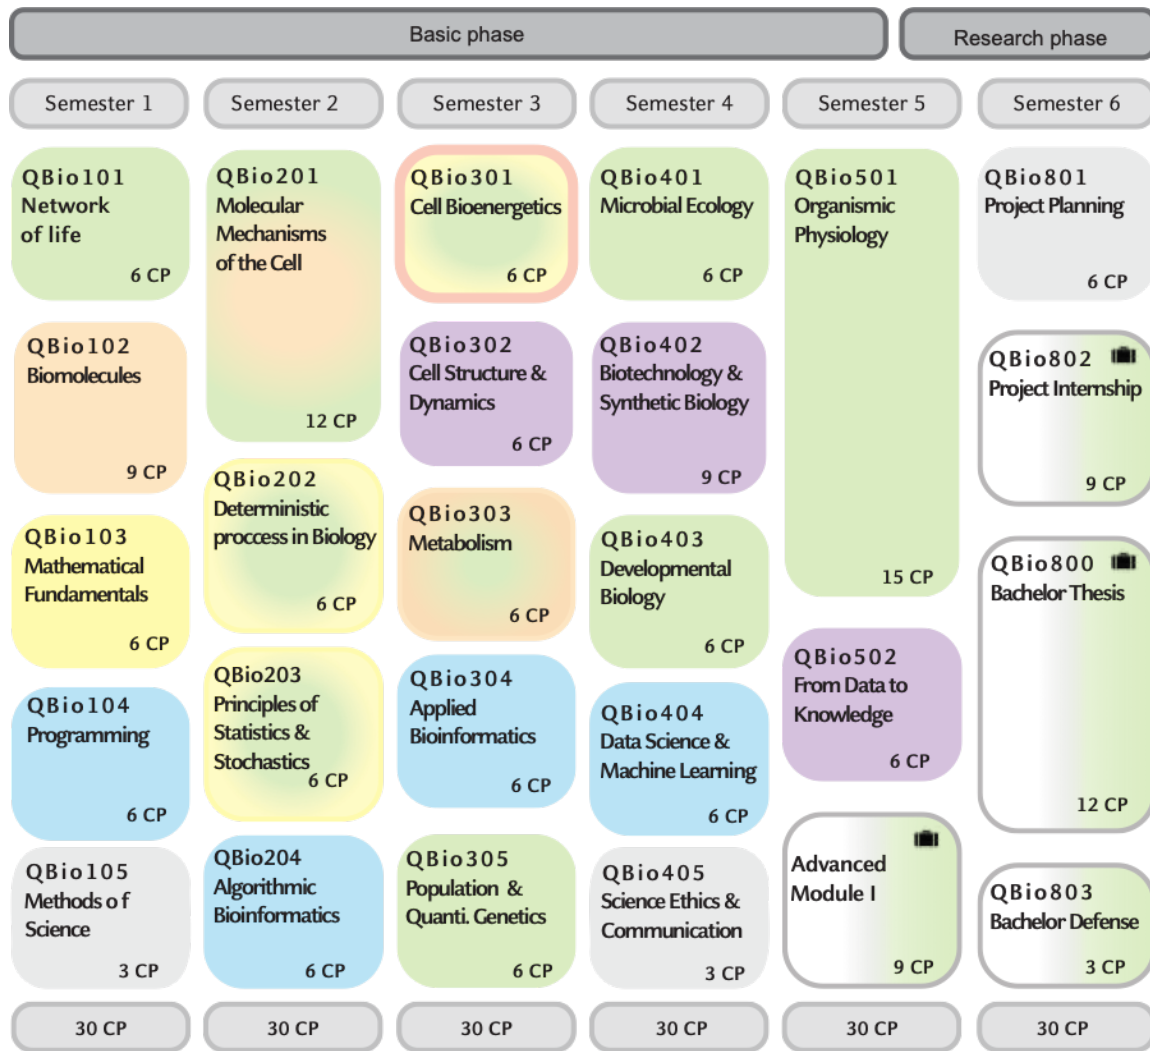 Basic phase
Research phase
Semester 1
Semester 2
Semester 3
Semester 4
Semester 5
Semester 6
QBio101
Network
of life
6 CP
QBio102
Biomolecules
9 CP
QBio103
Mathematical
Fundamentals
6 CP
QBio104
Programming
6 CP
QBio105
Methods of
Science
3 CP
30 CP
QBio201
Molecular
Mechanisms
of the Cell
12 CP
QBio202
Deterministic
proccess in Biology
6 CP
QBio203
Principles of
Statistics &
Stochastics
6 CP
QBio204
Algorithmic
Bioinformatics
6 CP
30 CP
QBio301
Cell Bioenergetics
6 CP
QBio302
Cell Structure &
Dynamics
6 CP
QBio303
Metabolism
6 CP
QBio304
Applied
Bioinformatics
6 CP
QBio305
Population &
Quanti. Genetics
6 CP
30 CP
QBio401
Microbial Ecology
6 CP
QBio402
Biotechnology &
Synthetic Biology
9 CP
QBio403
Developmental
Biology
6 CP
QBio404
Data Science &
Machine Learning
6 CP
QBio405
Science Ethics &
Communication
3 CP
30 CP
QBio501
Organismic
Physiology
15 CP
QBio502
From Data to
Knowledge
6 CP
Advanced
Module I
9 CP
30 CP
QBio801
Project Planning
6 CP
QBio802
Project Internship
9 CP
QBio800
Bachelor Thesis
12 CP
QBio803
Bachelor Defense
3 CP
30 CP